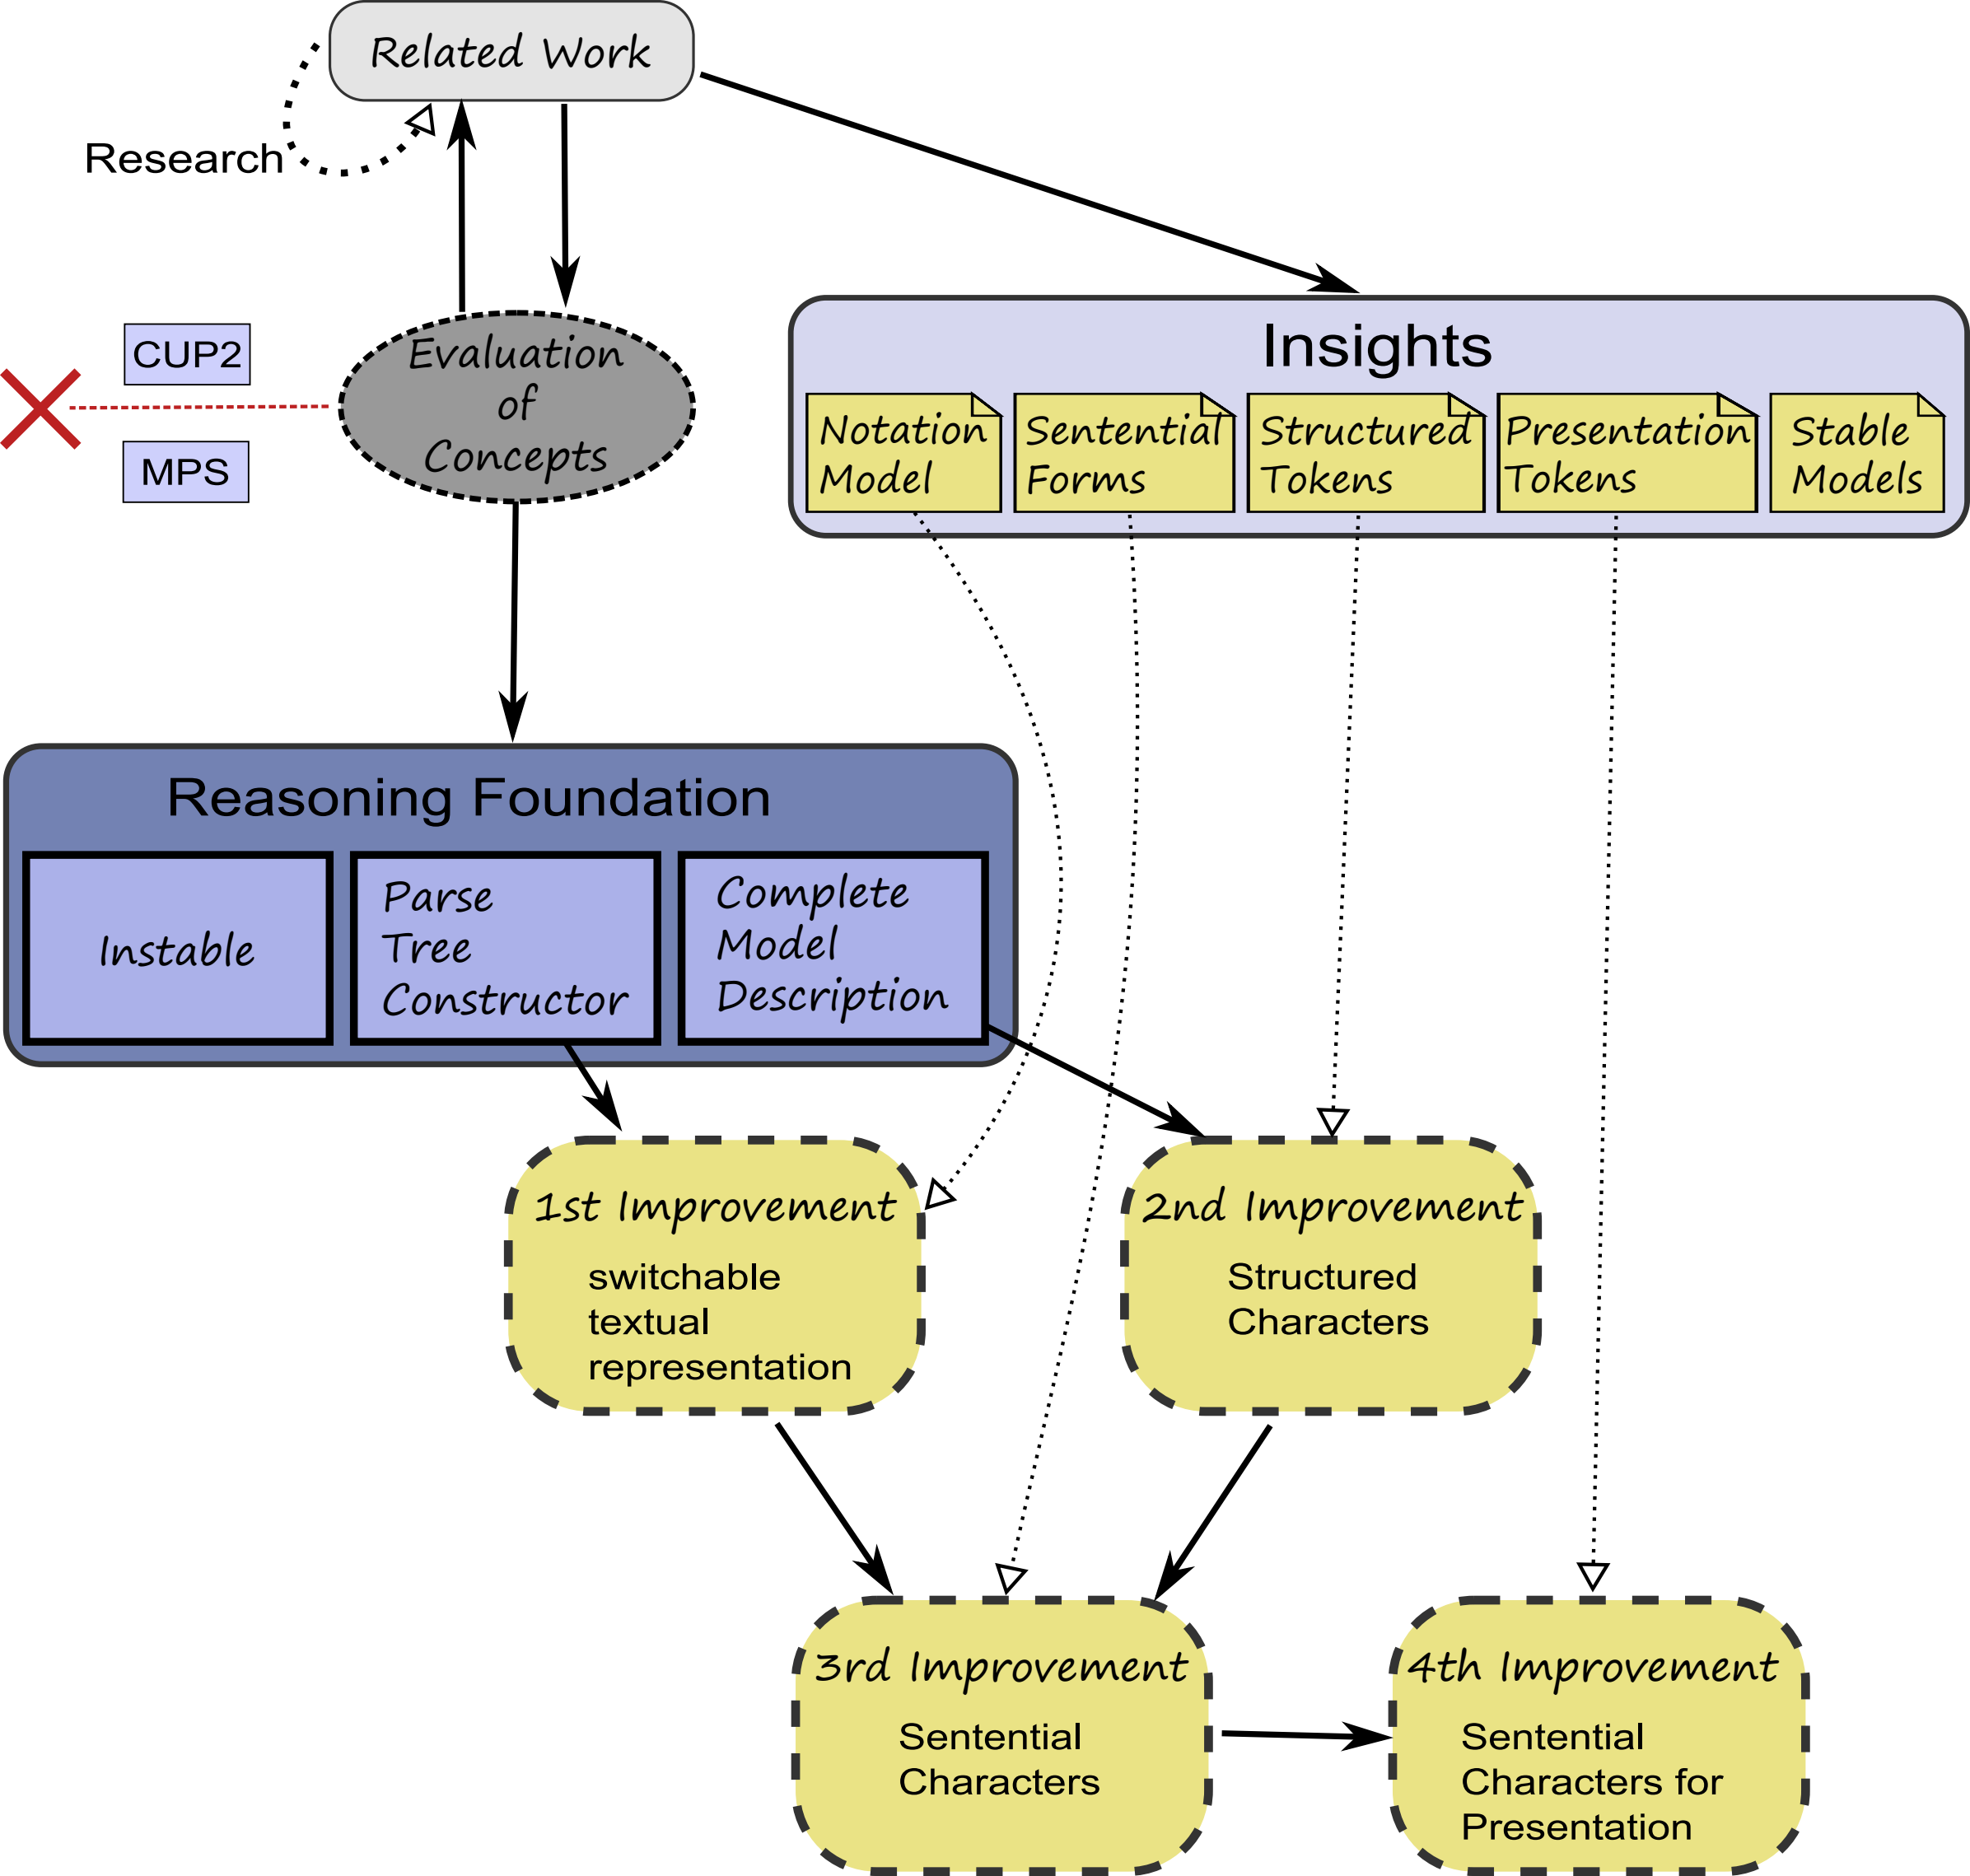 Related Work
Research
CUP2
MPS
Evaluation
of
Concepts
Insights
Notation
Model
Sentential
Forms
Structured
Tokens
Presentation
Tokens
Stable
Models
Reasoning Foundation
Instable
Parse
Tree
Constructor
Complete
Model
Description
1st Improvement
switchable
textual
representation
2nd Improvement
Structured
Characters
3rd Improvement
Sentential
Characters
4th Improvement
Sentential
Characters for
Presentation